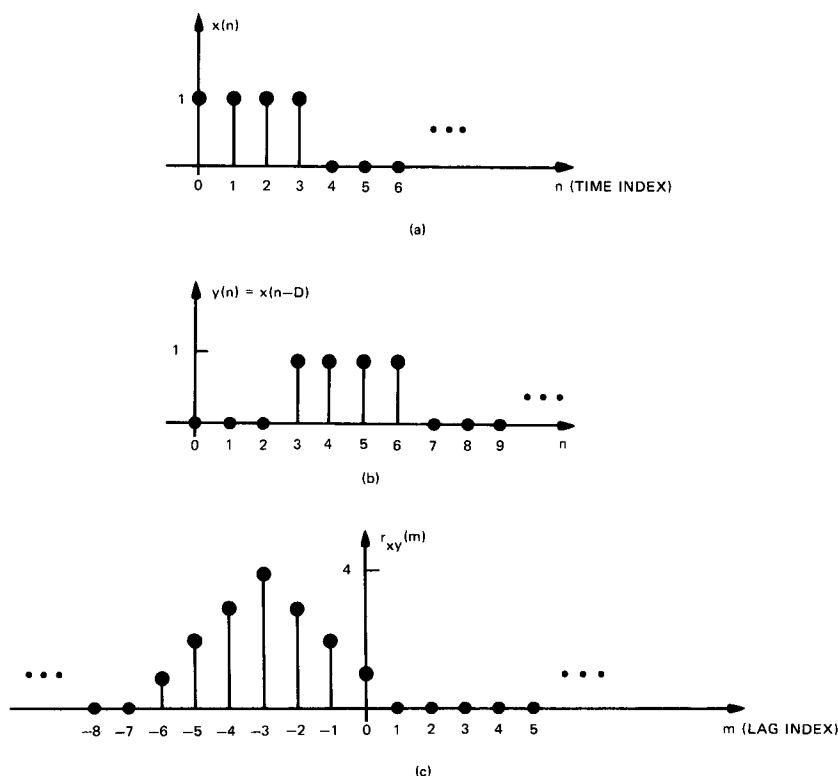 x(n)
1
0 1 2 3 4 5 6
n (TIME INDEX)
(a)
y(n) = x(n–D)
1
0 1 2 3 4 5 6 7 8 9 n
(b)
r_xy(m)
4
–8 –7 –6 –5 –4 –3 –2 –1 0 1 2 3 4 5 m (LAG INDEX)
(c)